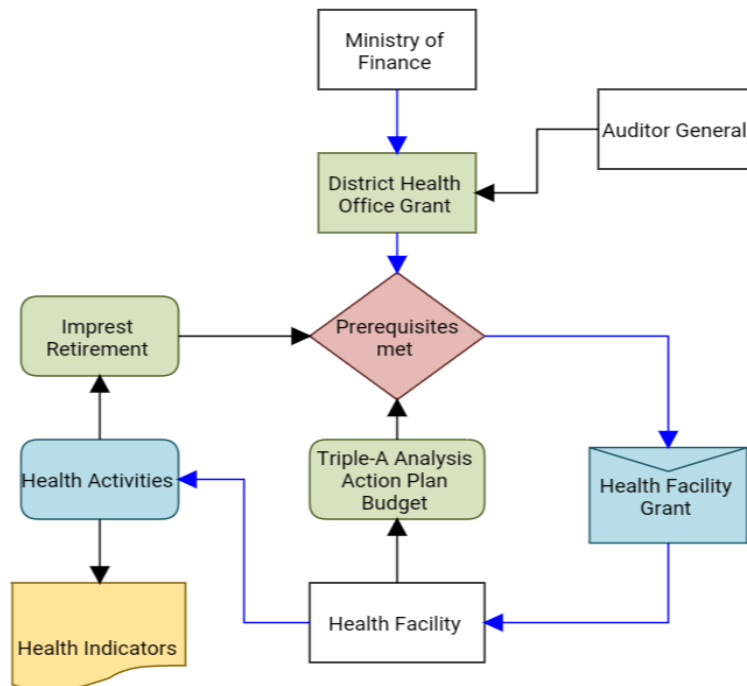 Ministry of
Finance
Auditor General
District Health
Office Grant
Imprest
Retirement
Prerequisites
met
Health Activities
Triple-A Analysis
Action Plan
Budget
Health Facility
Grant
Health Indicators
Health Facility